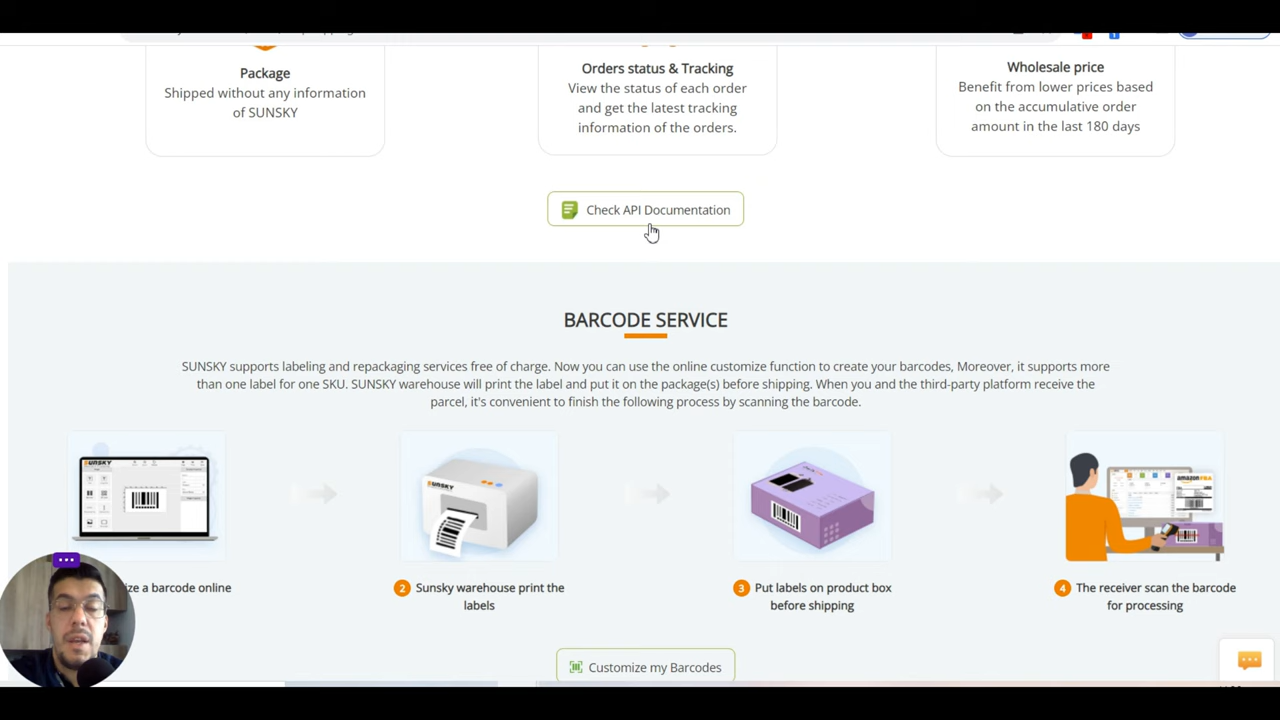 Package
Shipped without any information
of SUNSKY
Orders status & Tracking
View the status of each order
and get the latest tracking
information of the orders.
Wholesale price
Benefit from lower prices based
on the accumulative order
amount in the last 180 days
Check API Documentation
BARCODE SERVICE
SUNSKY supports labeling and repackaging services free of charge. Now you can use the online customize function to create your barcodes, Moreover, it supports more
than one label for one SKU. SUNSKY warehouse will print the label and put it on the package(s) before shipping. When you and the third-party platform receive the
parcel, it's convenient to finish the following process by scanning the barcode.
SUNSKY
SUNSKY
amazon FBA
ize a barcode online
2 Sunsky warehouse print the
labels
3 Put labels on product box
before shipping
4 The receiver scan the barcode
for processing
Customize my Barcodes